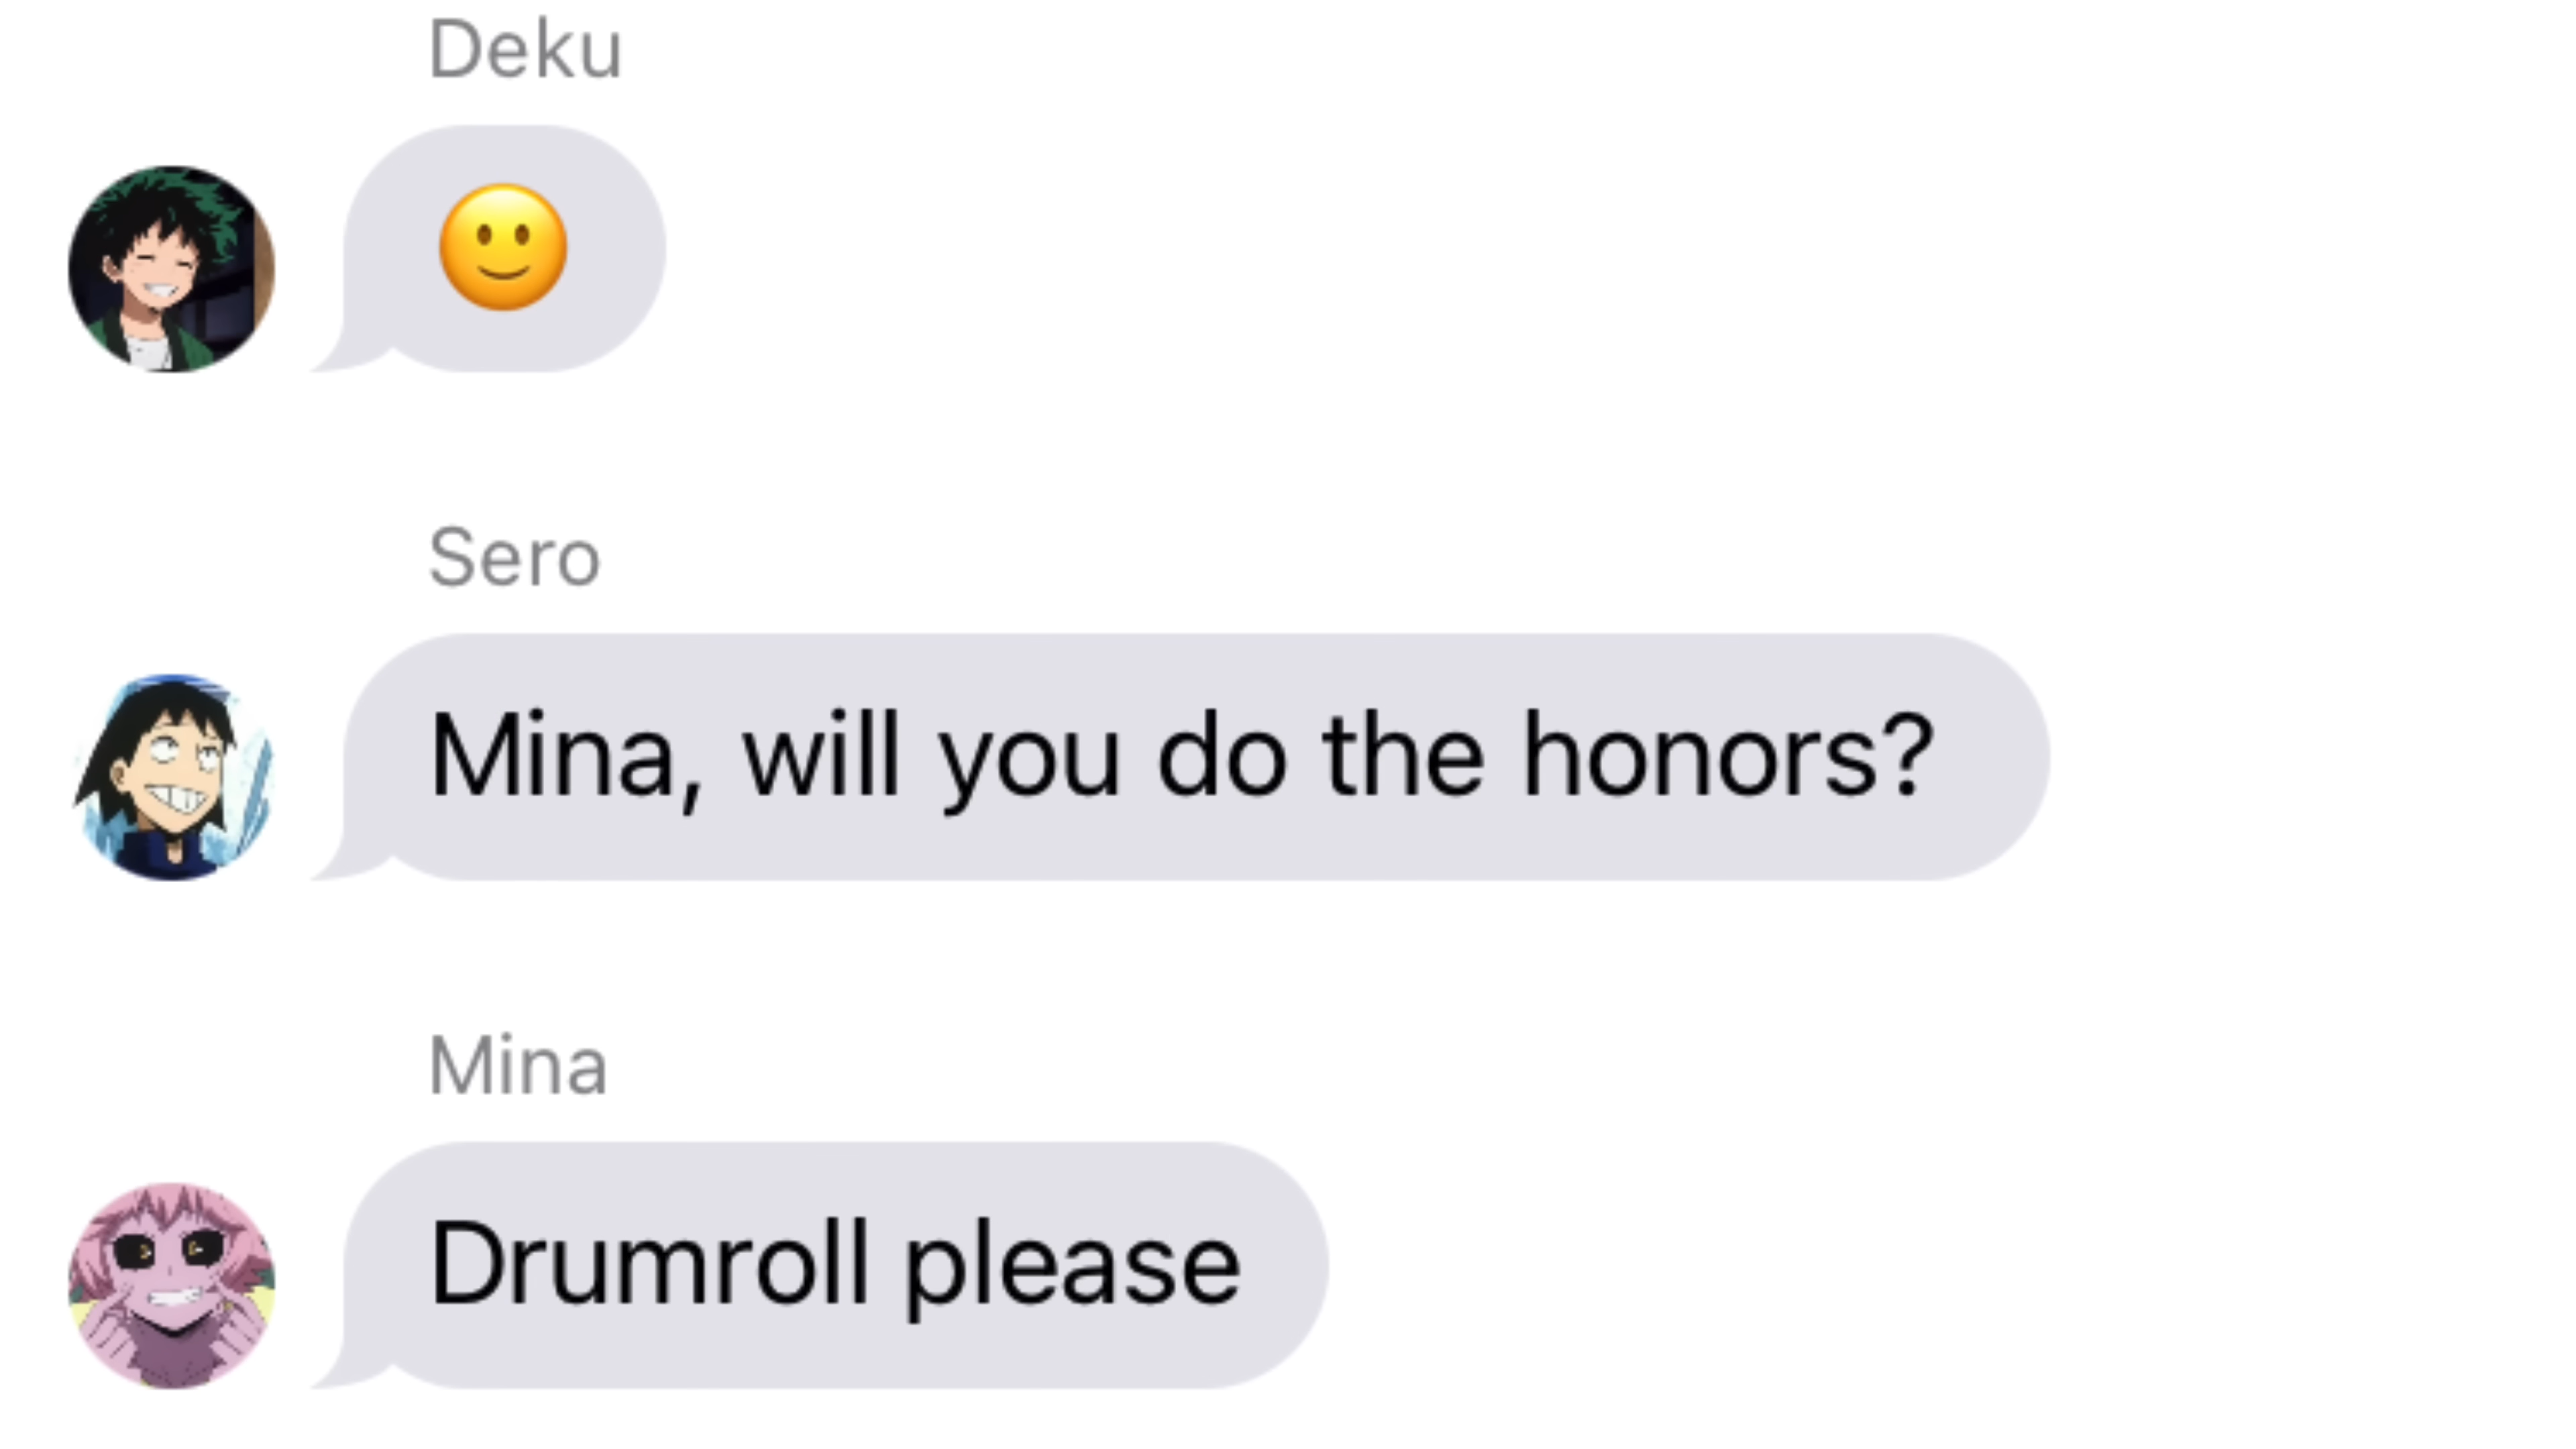 Deku
🙂
Sero
Mina, will you do the honors?
Mina
Drumroll please